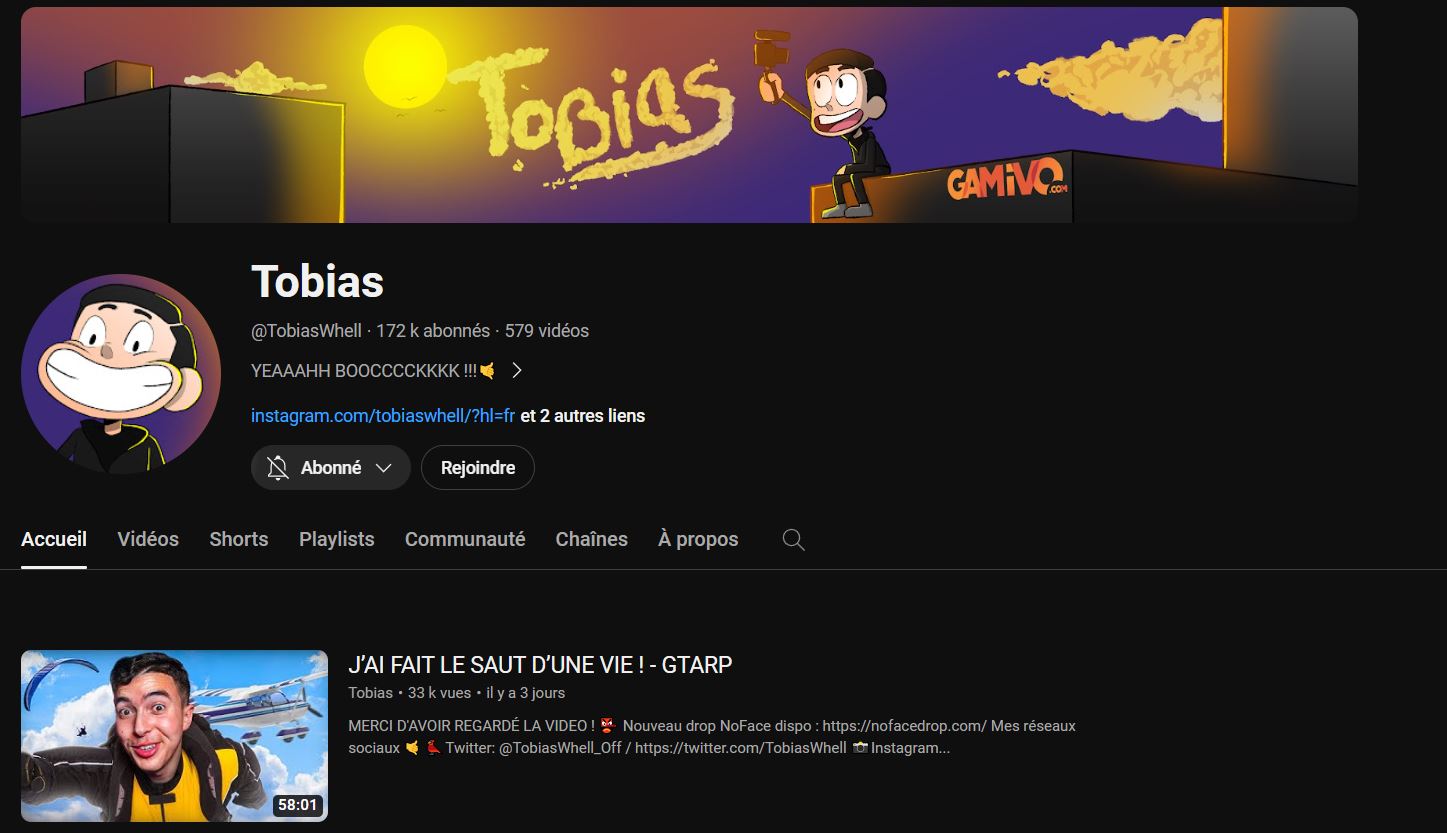 TOBIAS
GAMIVO
.COM
Tobias
@TobiasWhell · 172 k abonnés · 579 vidéos
YEAAAHH BOOCCCCKKKK !!!🤙
instagram.com/tobiaswhell/?hl=fr et 2 autres liens
Abonné Rejoindre
Accueil Vidéos Shorts Playlists Communauté Chaînes À propos
J’AI FAIT LE SAUT D’UNE VIE ! - GTARP
Tobias • 33 k vues • il y a 3 jours
MERCI D'AVOIR REGARDÉ LA VIDEO ! 👺 Nouveau drop NoFace dispo : https://nofacedrop.com/ Mes réseaux
sociaux 🤙 🐦 Twitter: @TobiasWhell_Off / https://twitter.com/TobiasWhell 📷 Instagram...
58:01